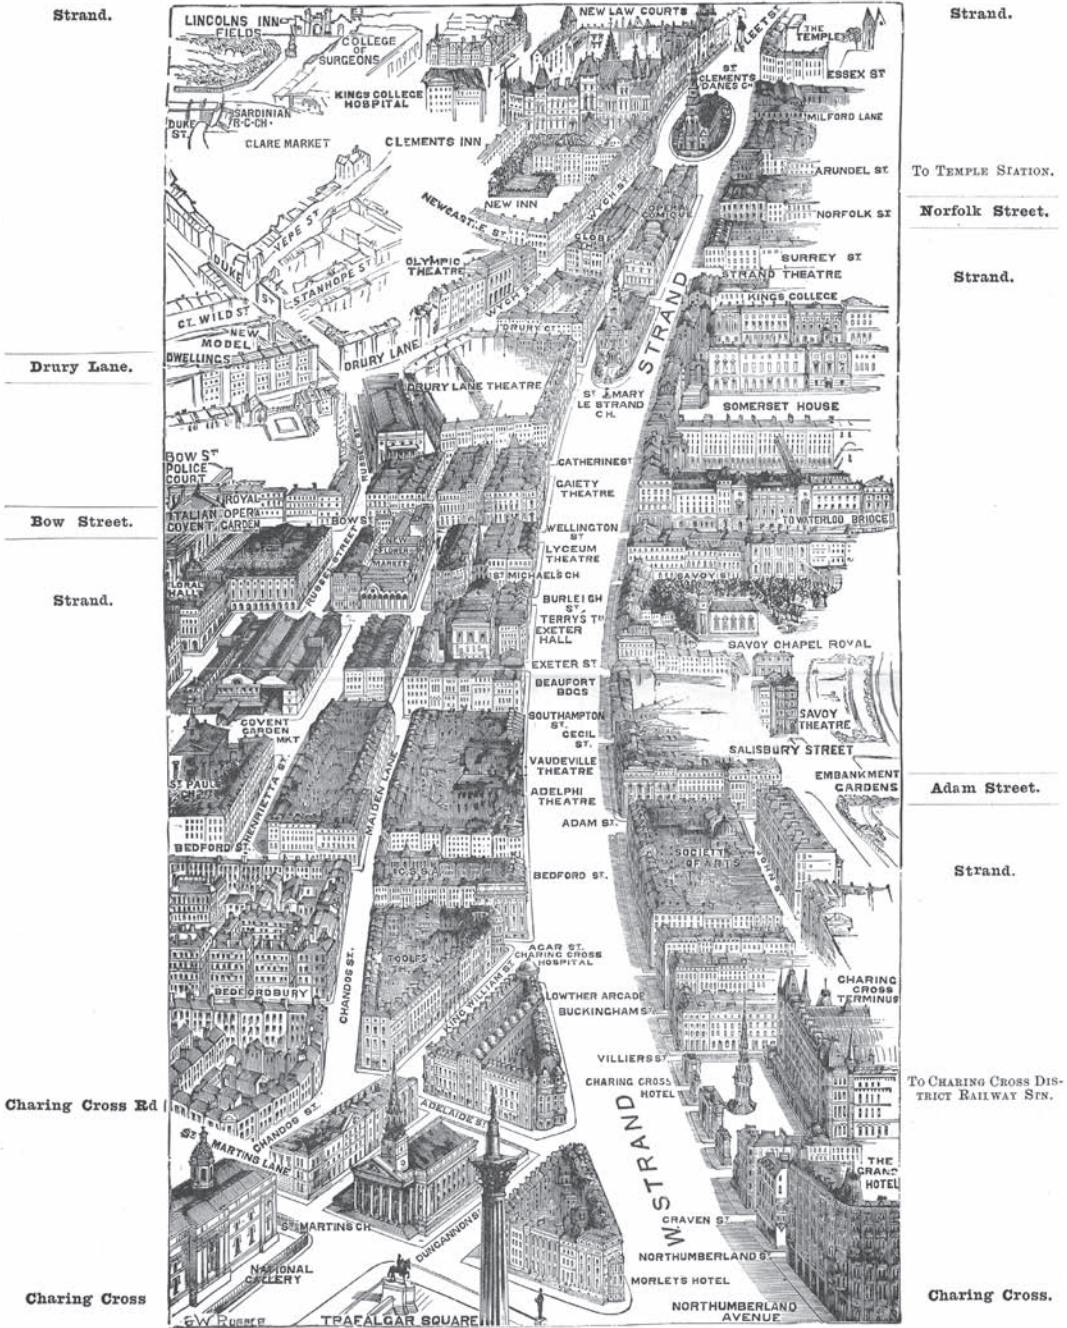 Strand.
Strand.
NEW LAW COURTS
FLEET ST.
LINCOLNS INN
FIELDS
COLLEGE
OF
SURGEONS
THE
TEMPLE
ESSEX ST
ST
CLEMENTS
DANES CH
KINGS COLLEGE
HOSPITAL
DUKE
ST.
SARDINIAN
R·C·CH·
CLARE MARKET
CLEMENTS INN
MILFORD LANE
ARUNDEL ST.
To Temple Station.
NEW INN
WYCH ST
OPERA
COMIQUE
NORFOLK ST
Norfolk Street.
NEWCASTLE ST.
GLOBE
TH.
VERE ST
DUKE
ST
STANHOPE ST
OLYMPIC
THEATRE
WYCH ST
SURREY ST
STRAND THEATRE
KINGS COLLEGE
Strand.
GT. WILD ST
NEW
MODEL
DWELLINGS
DRURY CT.
DRURY LANE
STRAND
Drury Lane.
DRURY LANE THEATRE
ST MARY
LE STRAND
CH.
SOMERSET HOUSE
BOW ST
POLICE
COURT
CATHERINE ST
GAIETY
THEATRE
ROYAL
ITALIAN OPERA
COVENT GARDEN
Bow Street.
BOW ST
WELLINGTON
ST
TO WATERLOO BRIDGE
RUSSEL STREET
NEW
FLOWER
MARKET
LYCEUM
THEATRE
ST MICHAELS CH
FLORAL
HALL
Strand.
BURLEIGH
ST.
TERRY'S TH
EXETER
HALL
SAVOY CHAPEL ROYAL
EXETER ST.
BEAUFORT
BDGS
SAVOY
THEATRE
COVENT
GARDEN
MKT
SOUTHAMPTON
ST.
CECIL
ST.
SALISBURY STREET
ST PAULS
CH
HENRIETTA ST.
MAIDEN LANE
VAUDEVILLE
THEATRE
ADELPHI
THEATRE
EMBANKMENT
GARDENS
Adam Street.
ADAM ST.
BEDFORD S.
SOCIETY
OF ARTS
JOHN ST
C.S.S.A
BEDFORD ST.
Strand.
TOOLES
TH.
AGAR ST.
CHARING CROSS
HOSPITAL
BEDFORDBURY
CHANDOS ST.
KING WILLIAM ST.
LOWTHER ARCADE
BUCKINGHAM ST.
CHARING
CROSS
TERMINUS
VILLIERS ST.
CHARING CROSS
HOTEL
To Charing Cross Dis-
trict Railway Stn.
Charing Cross Rd
ADELAIDE S.
CHANDOS ST.
ST MARTINS LANE
W. STRAND
THE
GRAND
HOTEL
ST MARTINS CH
DUNCANNON S.
CRAVEN ST
NATIONAL
GALLERY
NORTHUMBERLAND S.
MORLEYS HOTEL
Charing Cross
Charing Cross.
TRAFALGAR SQUARE
NORTHUMBERLAND
AVENUE